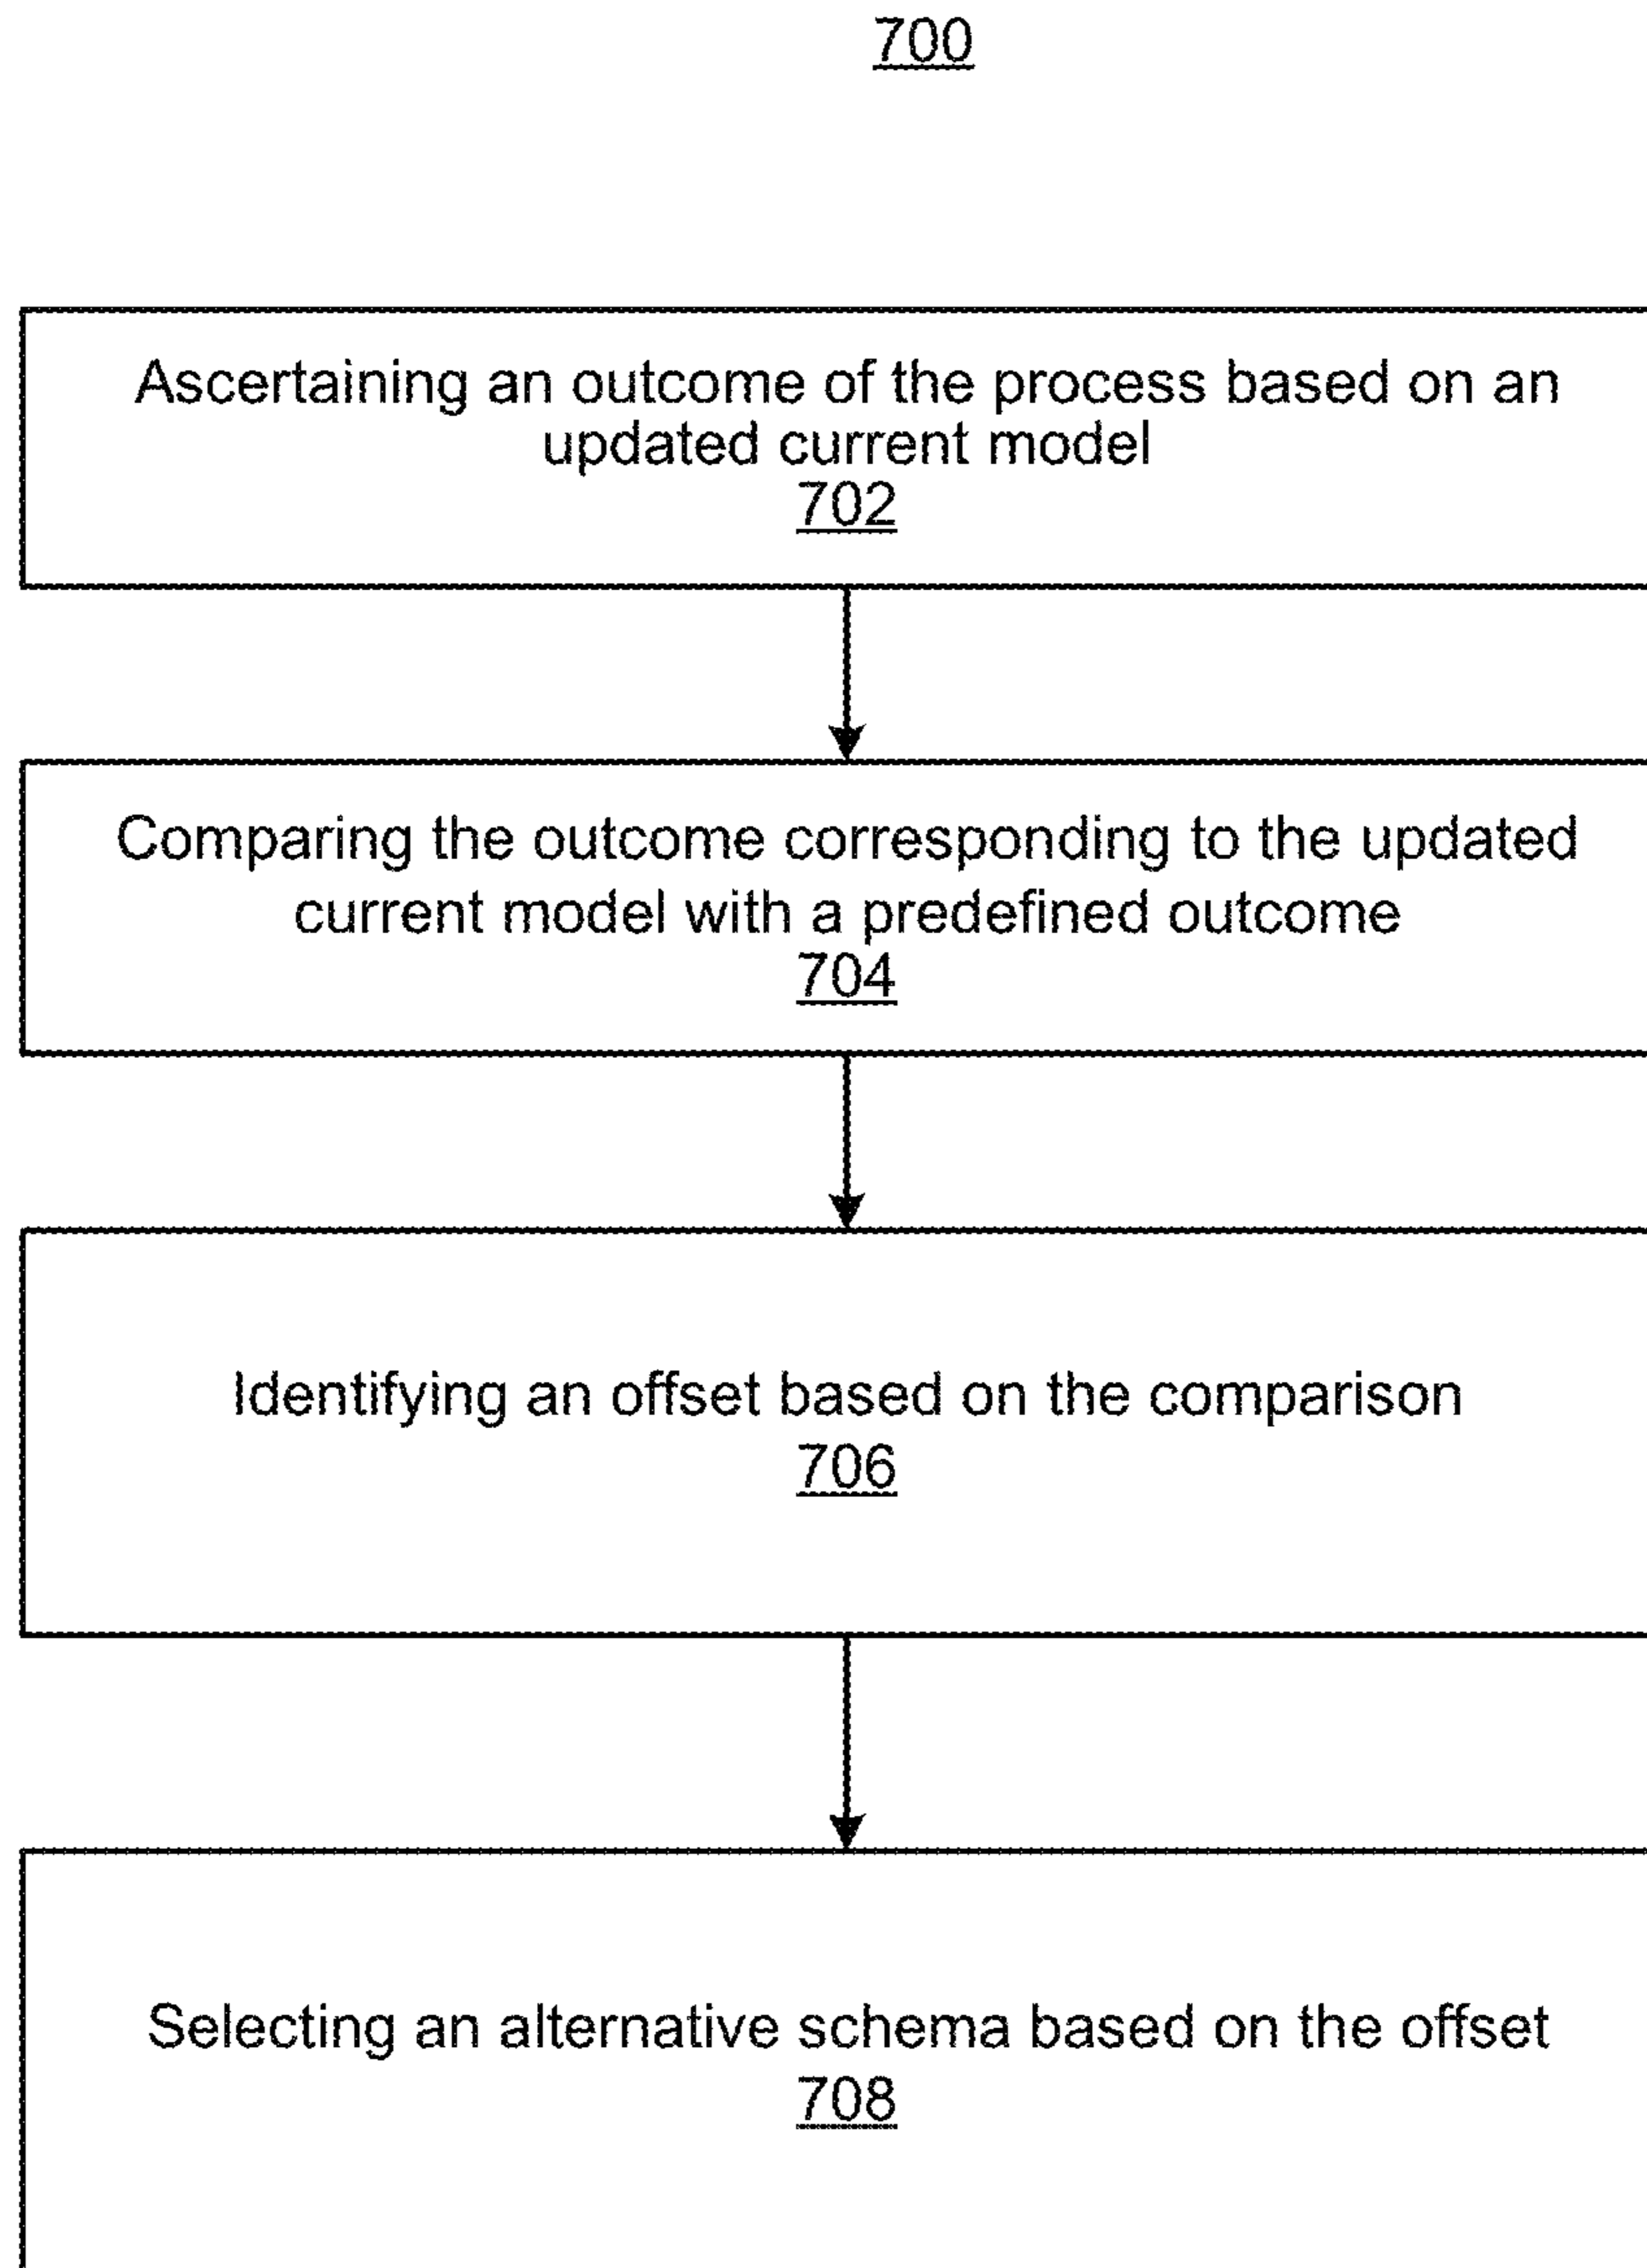 700
Ascertaining an outcome of the process based on an
updated current model
702
Comparing the outcome corresponding to the updated
current model with a predefined outcome
704
Identifying an offset based on the comparison
706
Selecting an alternative schema based on the offset
708